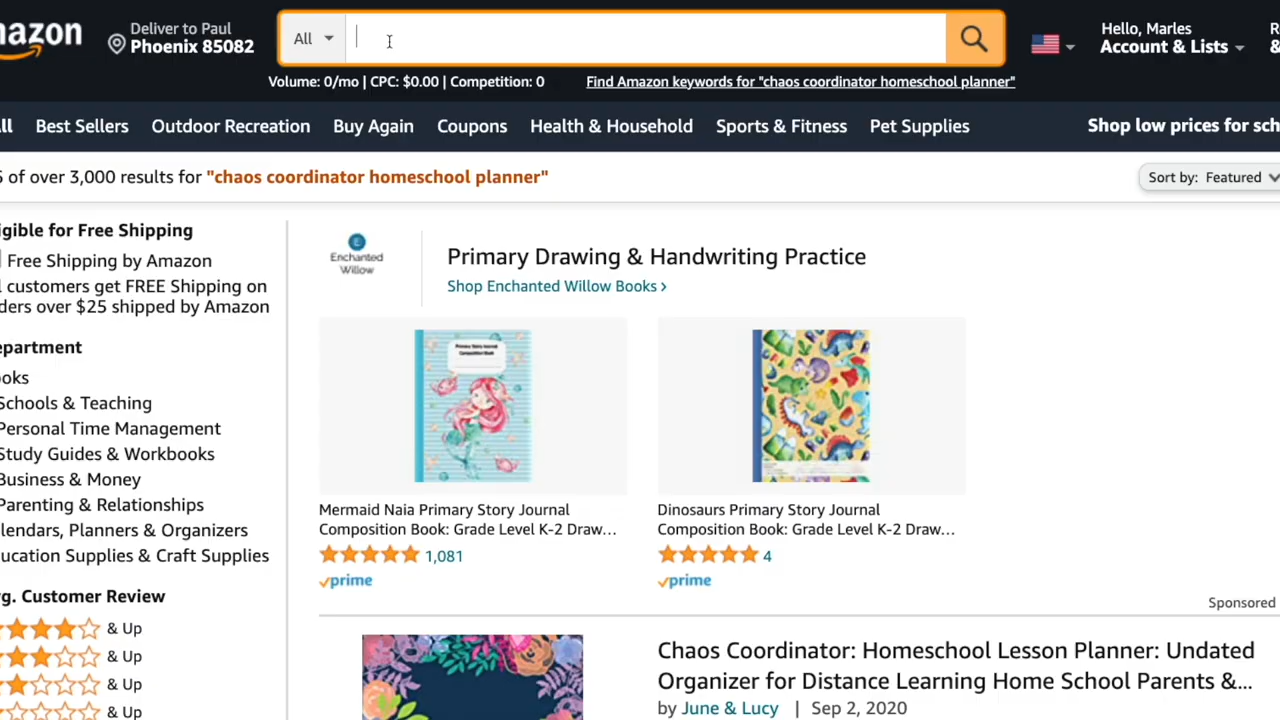 mazon
Deliver to Paul
Phoenix 85082
All
Hello, Marles
Account & Lists
R
&
Volume: 0/mo | CPC: $0.00 | Competition: 0
Find Amazon keywords for "chaos coordinator homeschool planner"
ll
Best Sellers
Outdoor Recreation
Buy Again
Coupons
Health & Household
Sports & Fitness
Pet Supplies
Shop low prices for sch
of over 3,000 results for "chaos coordinator homeschool planner"
Sort by: Featured
gible for Free Shipping
Free Shipping by Amazon
l customers get FREE Shipping on
ders over $25 shipped by Amazon
epartment
oks
Schools & Teaching
Personal Time Management
Study Guides & Workbooks
Business & Money
Parenting & Relationships
lendars, Planners & Organizers
ucation Supplies & Craft Supplies
g. Customer Review
& Up
& Up
& Up
& Up
Enchanted
Willow
Primary Drawing & Handwriting Practice
Shop Enchanted Willow Books ›
Primary Story Journal
Composition Book
Mermaid Naia Primary Story Journal
Composition Book: Grade Level K-2 Draw...
1,081
prime
Dinosaurs Primary Story Journal
Composition Book: Grade Level K-2 Draw...
4
prime
Sponsored
Chaos Coordinator: Homeschool Lesson Planner: Undated
Organizer for Distance Learning Home School Parents &...
by June & Lucy | Sep 2, 2020